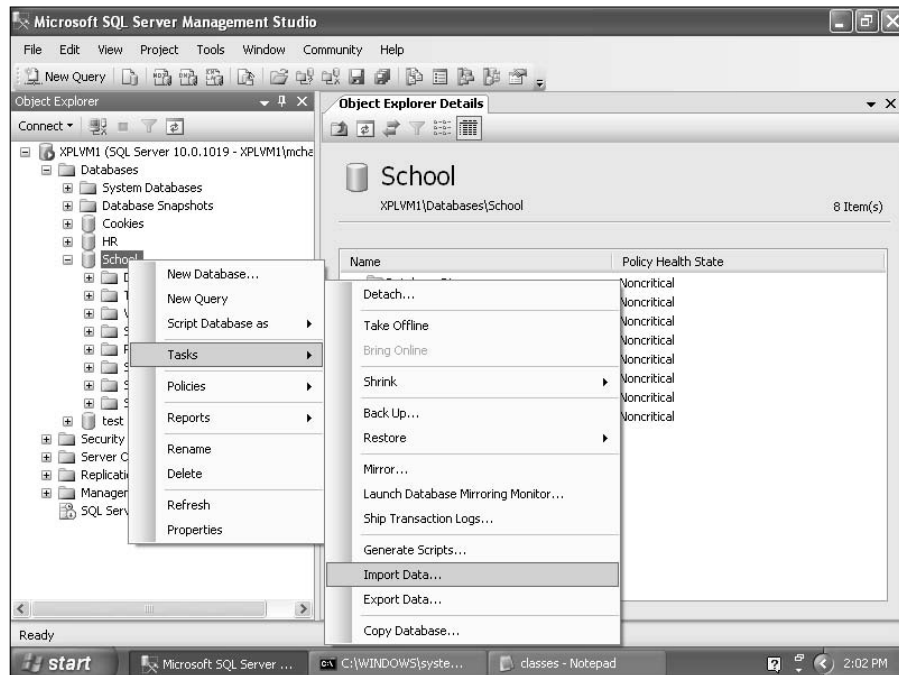 Microsoft SQL Server Management Studio
File Edit View Project Tools Window Community Help
New Query
Object Explorer
Connect
XPLVM1 (SQL Server 10.0.1019 - XPLVM1\mcha
Databases
System Databases
Database Snapshots
Cookies
HR
School
test
Security
Server O
Replicati
Manager
SQL Serv
New Database...
New Query
Script Database as
Tasks
Policies
Reports
Rename
Delete
Refresh
Properties
Detach...
Take Offline
Bring Online
Shrink
Back Up...
Restore
Mirror...
Launch Database Mirroring Monitor...
Ship Transaction Logs...
Generate Scripts...
Import Data...
Export Data...
Copy Database...
Object Explorer Details
School
XPLVM1\Databases\School
8 Item(s)
Name Policy Health State
Noncritical
Noncritical
Noncritical
Noncritical
Noncritical
Noncritical
Noncritical
Noncritical
Ready
start
Microsoft SQL Server ...
C:\WINDOWS\syste...
classes - Notepad
2:02 PM